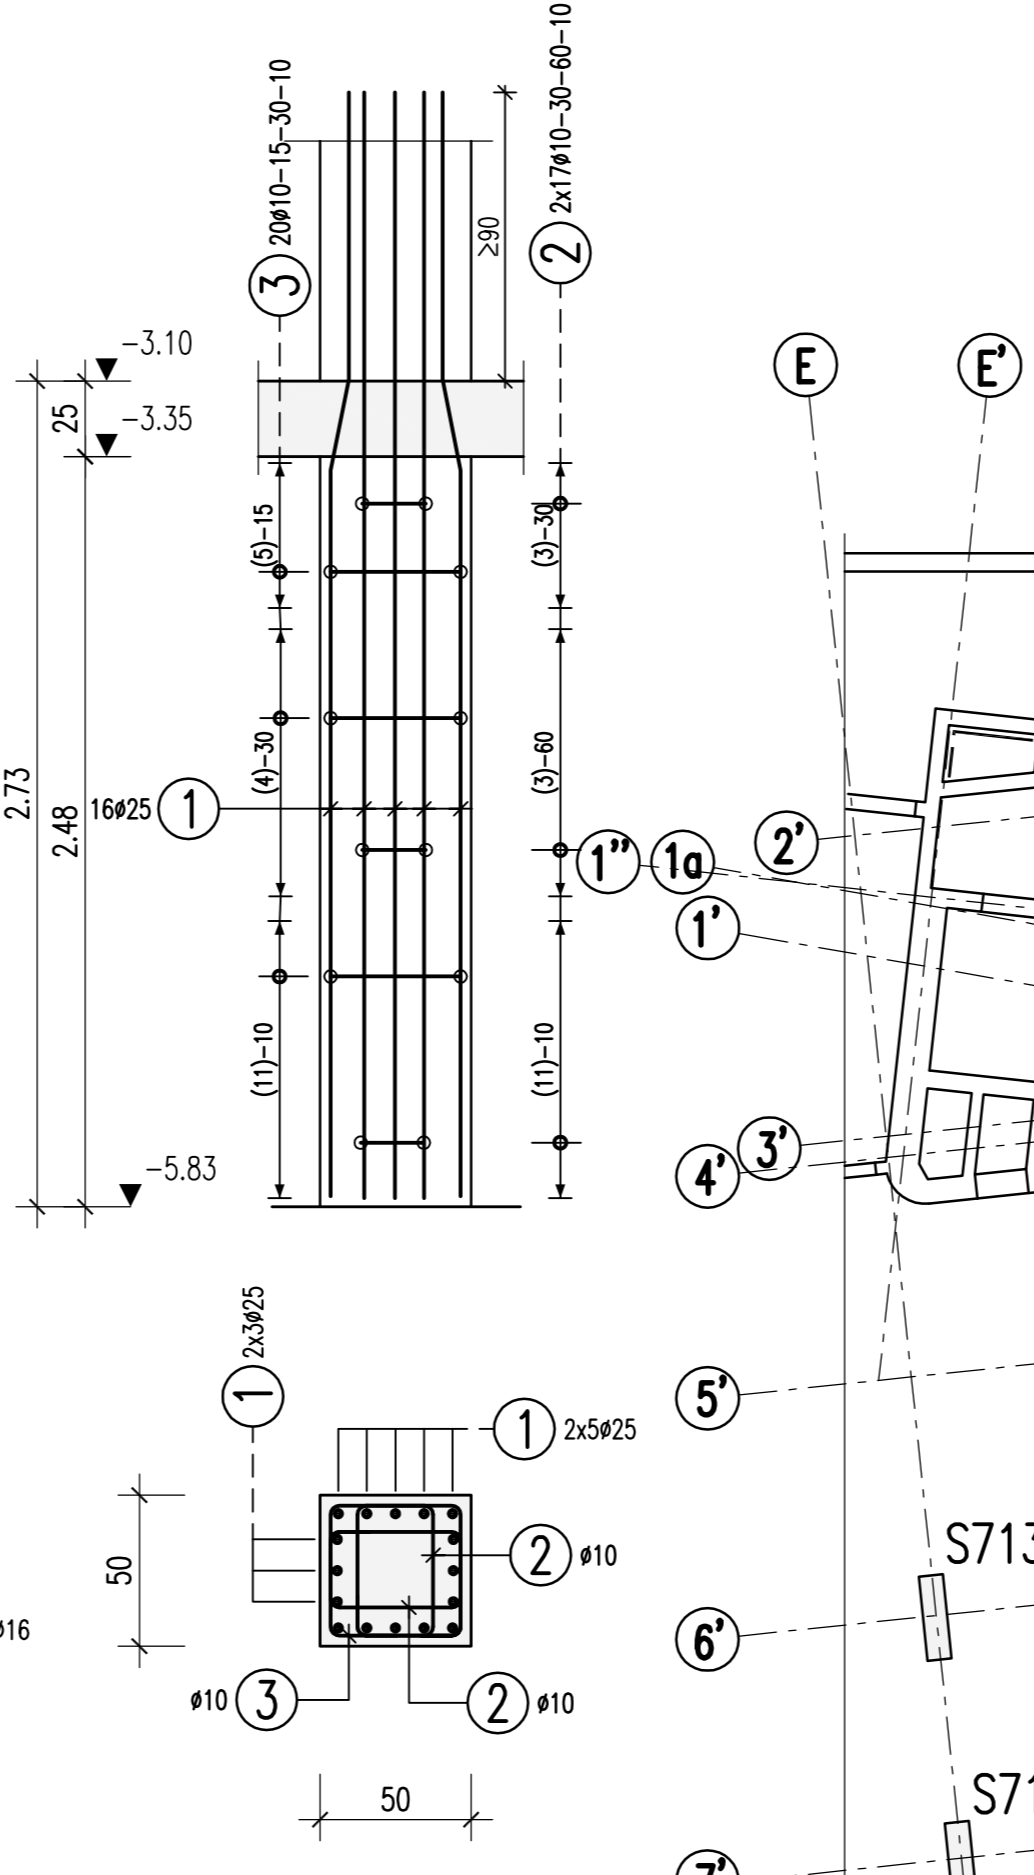 3 20ø10-15-30-10
2 2x17ø10-30-60-10
≥90
-3.10
25
-3.35
(5)-15
(3)-30
(4)-30
(3)-60
2.73
2.48
16ø25 1
(11)-10
(11)-10
-5.83
E
E'
2'
1" 1a
1'
3'
4'
5'
1 2x3ø25
1 2x5ø25
50
2 ø10
ø16
ø10 3
2 ø10
50
S713
6'
S71
7'